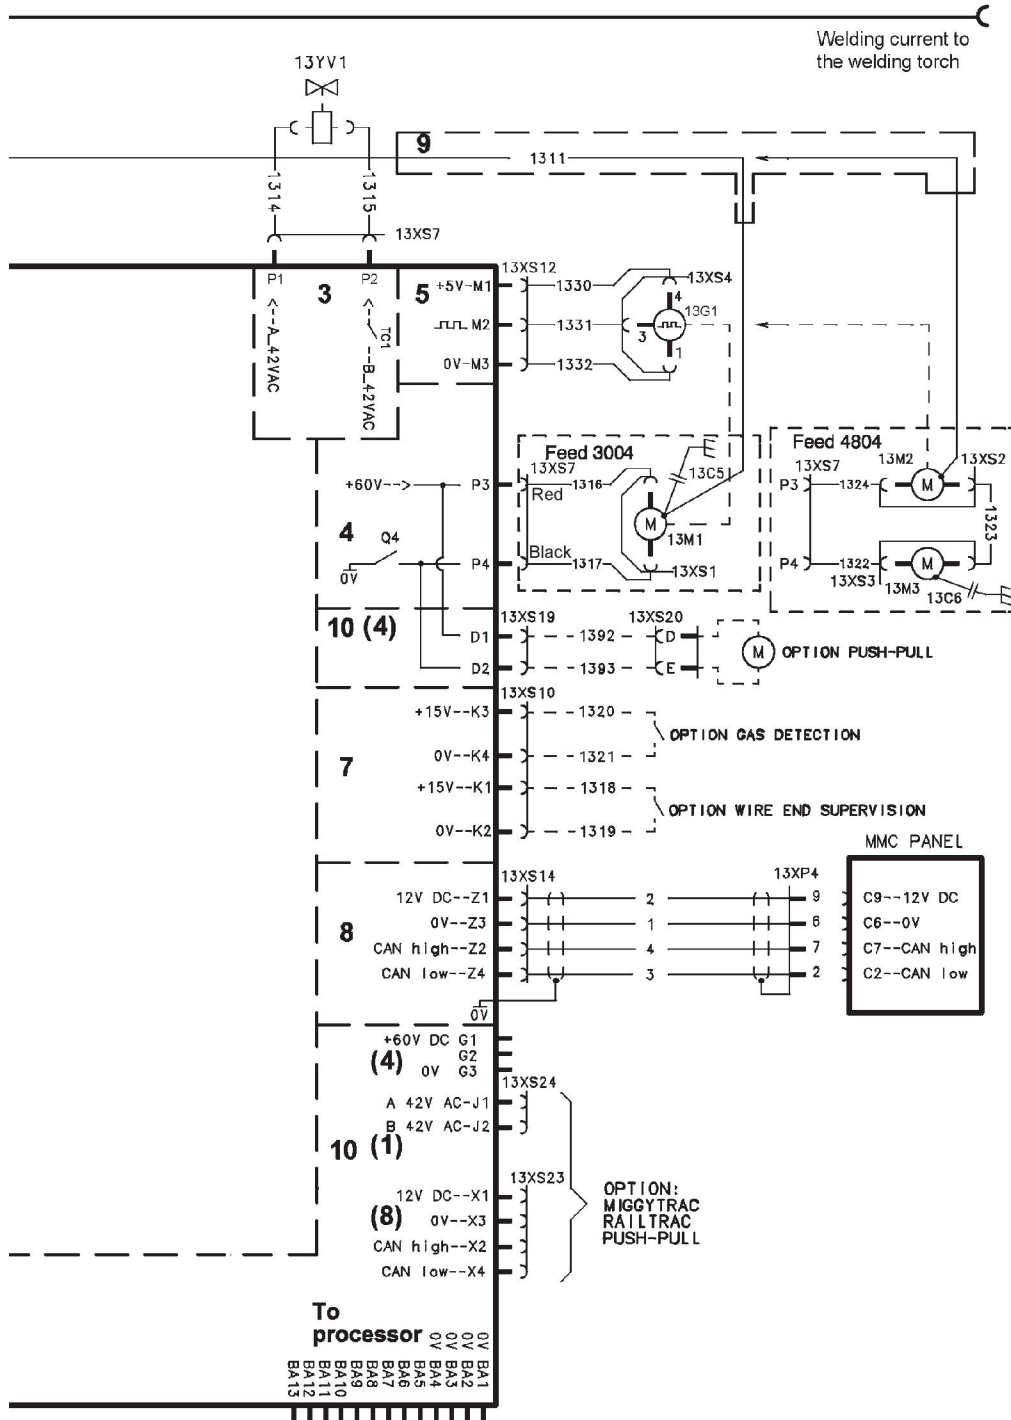 Welding current to
the welding torch
13YV1
9
1311
1314
1315
13XS7
P1
P2
3
5
<--A_42VAC
<--
TC1
--B_42VAC
13XS12
+5V-M1
1330
13XS4
4
M2
1331
3
13G1
0V-M3
1332
1
Feed 3004
13XS7
1316
13C5
Red
M
13M1
Black
1317
13XS1
Feed 4804
13XS7
13M2
13XS2
P3
1324
M
1323
P4
1322
M
13XS3
13M3
13C6
+60V-->
P3
4
Q4
0V
P4
10 (4)
13XS19
13XS20
D1
1392
D
D2
1393
E
M
OPTION PUSH-PULL
13XS10
+15V--K3
1320
OPTION GAS DETECTION
0V--K4
1321
7
+15V--K1
1318
OPTION WIRE END SUPERVISION
0V--K2
1319
MMC PANEL
13XS14
13XP4
12V DC--Z1
2
9
C9--12V DC
8
0V--Z3
1
6
C6--0V
CAN high--Z2
4
7
C7--CAN high
CAN low--Z4
3
2
C2--CAN low
0V
+60V DC G1
(4)
G2
0V G3
13XS24
A 42V AC-J1
B 42V AC-J2
10 (1)
13XS23
12V DC--X1
(8)
0V--X3
CAN high--X2
CAN low--X4
OPTION:
MIGGYTRAC
RAILTRAC
PUSH-PULL
To
processor
BA13
BA12
BA11
BA10
BA9
BA8
BA7
BA6
BA5
0V BA4
0V BA3
0V BA2
0V BA1